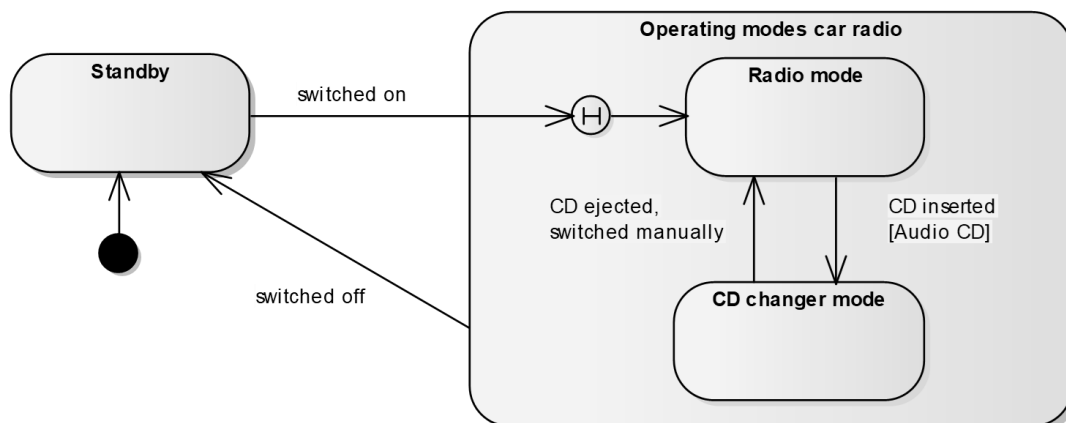 Operating modes car radio
Standby
Radio mode
switched on
H
CD ejected,
switched manually
CD inserted
[Audio CD]
switched off
CD changer mode